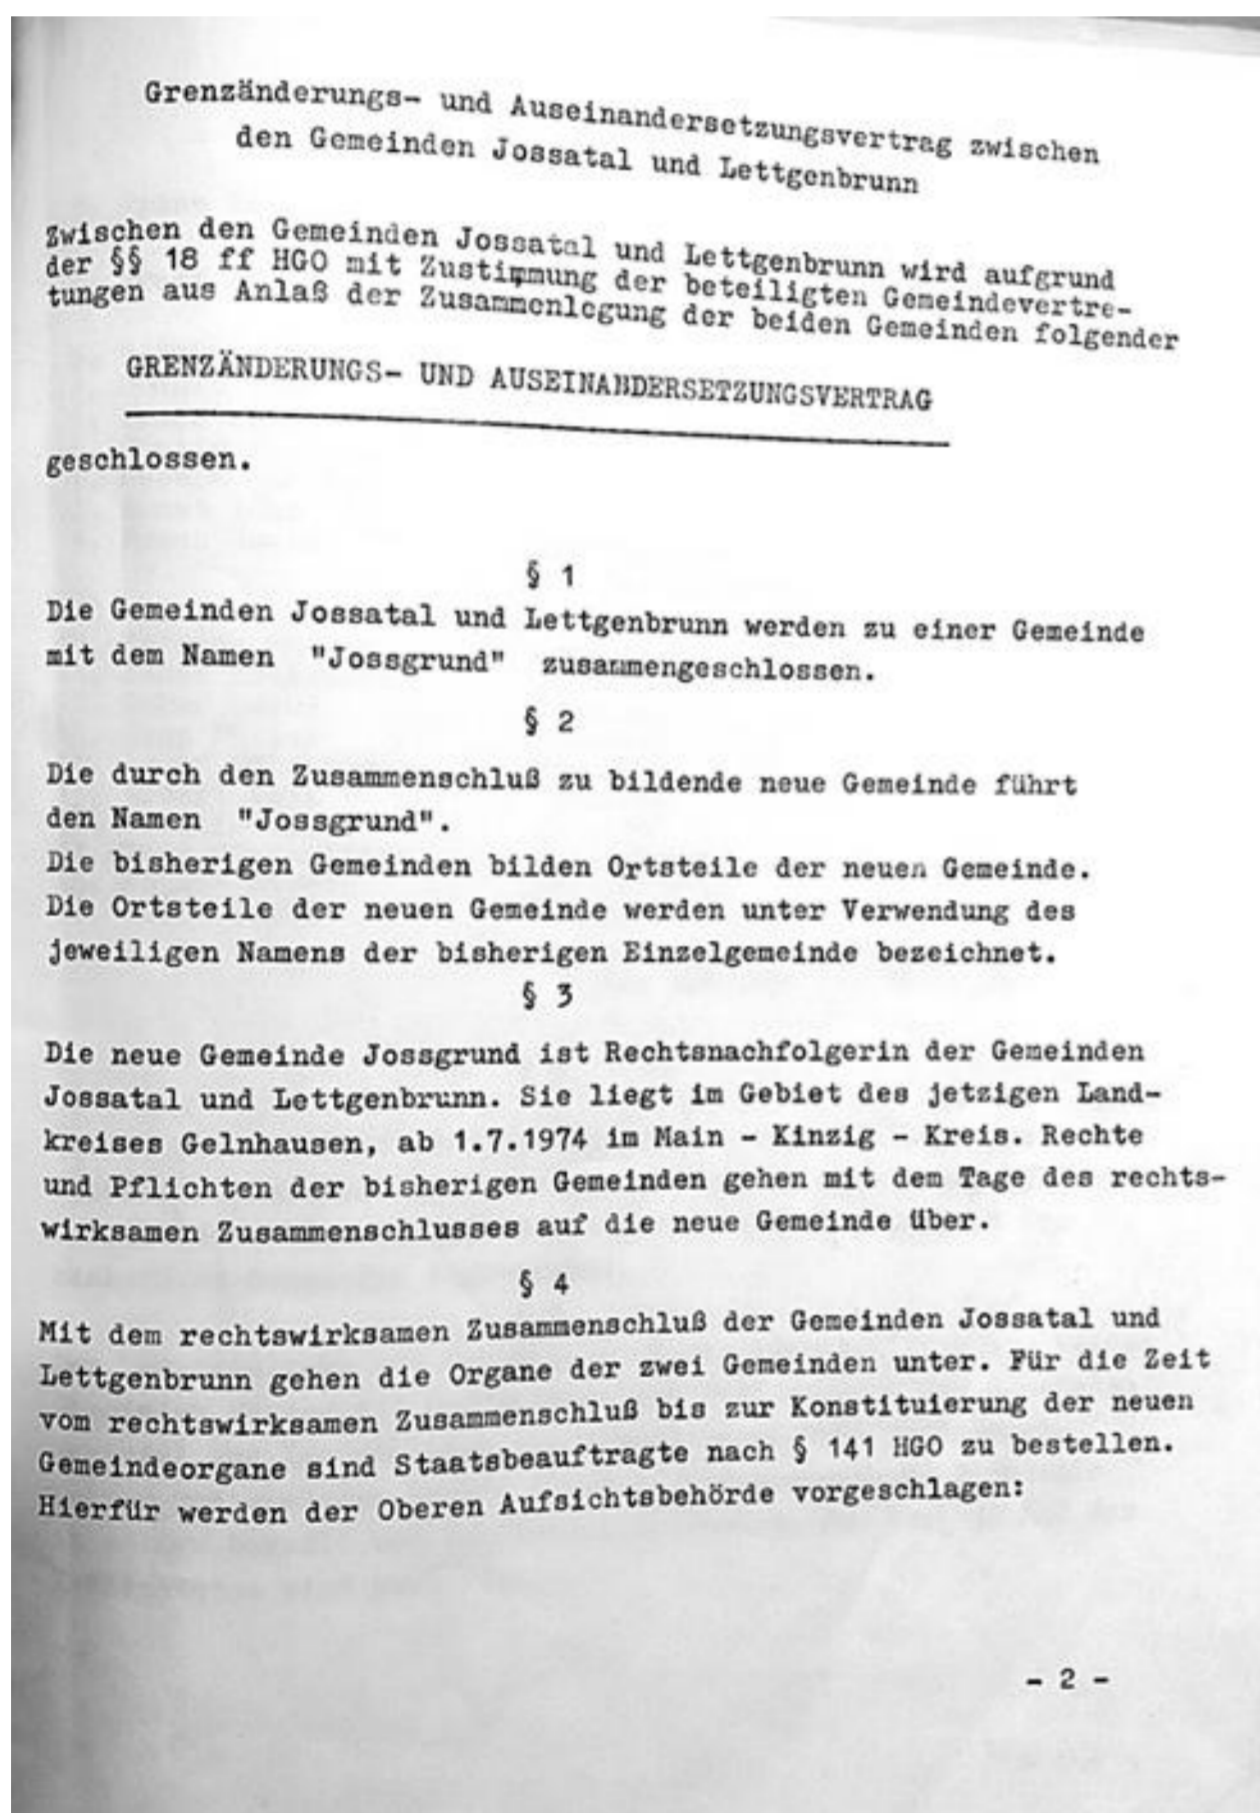 Grenzänderungs- und Auseinandersetzungsvertrag zwischen
den Gemeinden Jossatal und Lettgenbrunn
Zwischen den Gemeinden Jossatal und Lettgenbrunn wird aufgrund
der §§ 18 ff HGO mit Zustimmung der beteiligten Gemeindevertre-
tungen aus Anlaß der Zusammenlegung der beiden Gemeinden folgender
GRENZÄNDERUNGS- UND AUSEINANDERSETZUNGSVERTRAG
geschlossen.
§ 1
Die Gemeinden Jossatal und Lettgenbrunn werden zu einer Gemeinde
mit dem Namen "Jossgrund" zusammengeschlossen.
§ 2
Die durch den Zusammenschluß zu bildende neue Gemeinde führt
den Namen "Jossgrund".
Die bisherigen Gemeinden bilden Ortsteile der neuen Gemeinde.
Die Ortsteile der neuen Gemeinde werden unter Verwendung des
jeweiligen Namens der bisherigen Einzelgemeinde bezeichnet.
§ 3
Die neue Gemeinde Jossgrund ist Rechtsnachfolgerin der Gemeinden
Jossatal und Lettgenbrunn. Sie liegt im Gebiet des jetzigen Land-
kreises Gelnhausen, ab 1.7.1974 im Main - Kinzig - Kreis. Rechte
und Pflichten der bisherigen Gemeinden gehen mit dem Tage des rechts-
wirksamen Zusammenschlusses auf die neue Gemeinde über.
§ 4
Mit dem rechtswirksamen Zusammenschluß der Gemeinden Jossatal und
Lettgenbrunn gehen die Organe der zwei Gemeinden unter. Für die Zeit
vom rechtswirksamen Zusammenschluß bis zur Konstituierung der neuen
Gemeindeorgane sind Staatsbeauftragte nach § 141 HGO zu bestellen.
Hierfür werden der Oberen Aufsichtsbehörde vorgeschlagen:
- 2 -